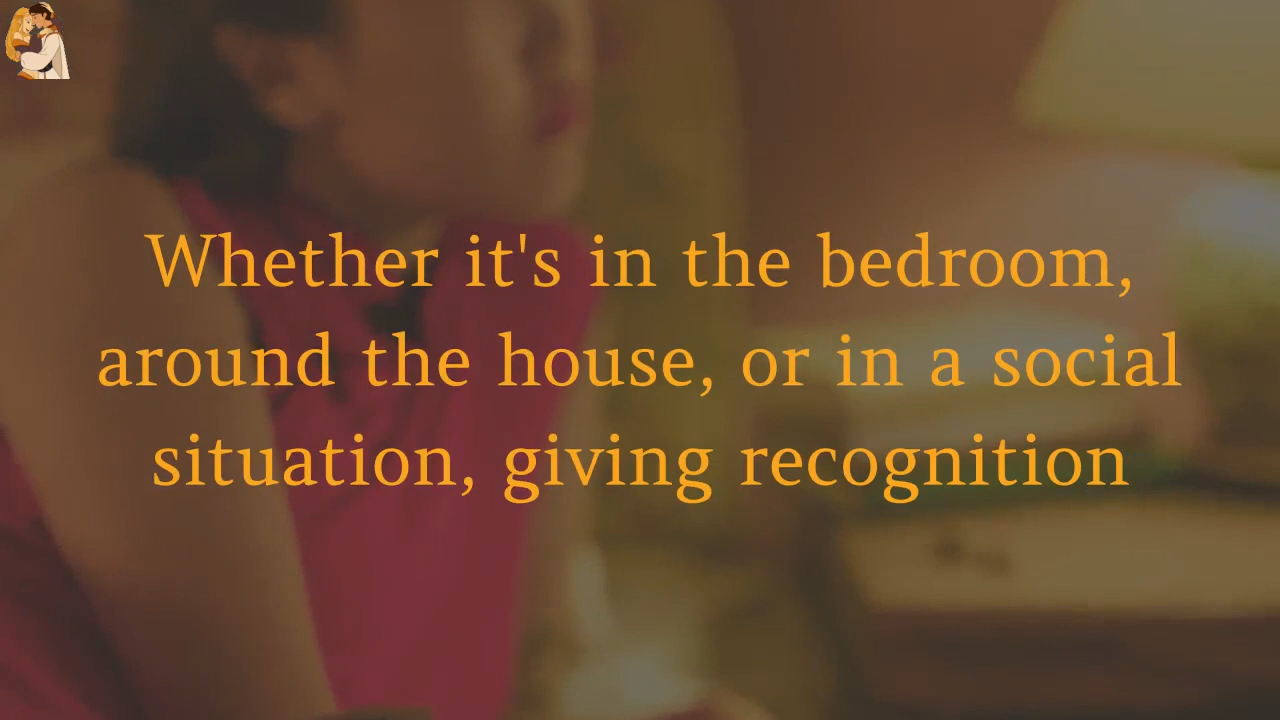 Whether it's in the bedroom,
around the house, or in a social
situation, giving recognition